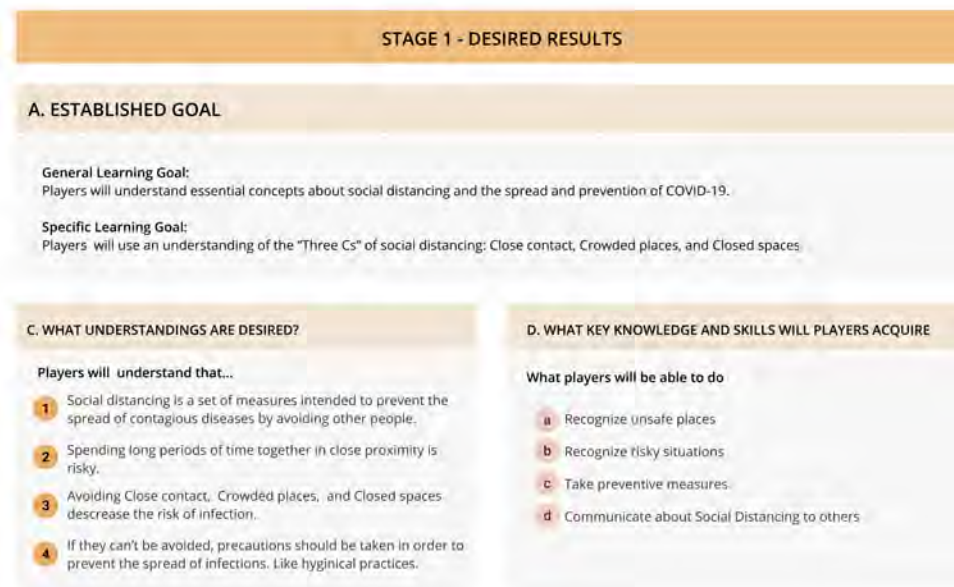 STAGE 1 - DESIRED RESULTS
A. ESTABLISHED GOAL
General Learning Goal:
Players will understand essential concepts about social distancing and the spread and prevention of COVID-19.
Specific Learning Goal:
Players will use an understanding of the "Three Cs" of social distancing: Close contact, Crowded places, and Closed spaces
C. WHAT UNDERSTANDINGS ARE DESIRED?
Players will understand that...
1 Social distancing is a set of measures intended to prevent the
spread of contagious diseases by avoiding other people.
2 Spending long periods of time together in close proximity is
risky.
3 Avoiding Close contact, Crowded places, and Closed spaces
descrease the risk of infection.
4 If they can't be avoided, precautions should be taken in order to
prevent the spread of infections. Like hyginical practices.
D. WHAT KEY KNOWLEDGE AND SKILLS WILL PLAYERS ACQUIRE
What players will be able to do
a Recognize unsafe places
b Recognize risky situations
c Take preventive measures
d Communicate about Social Distancing to others